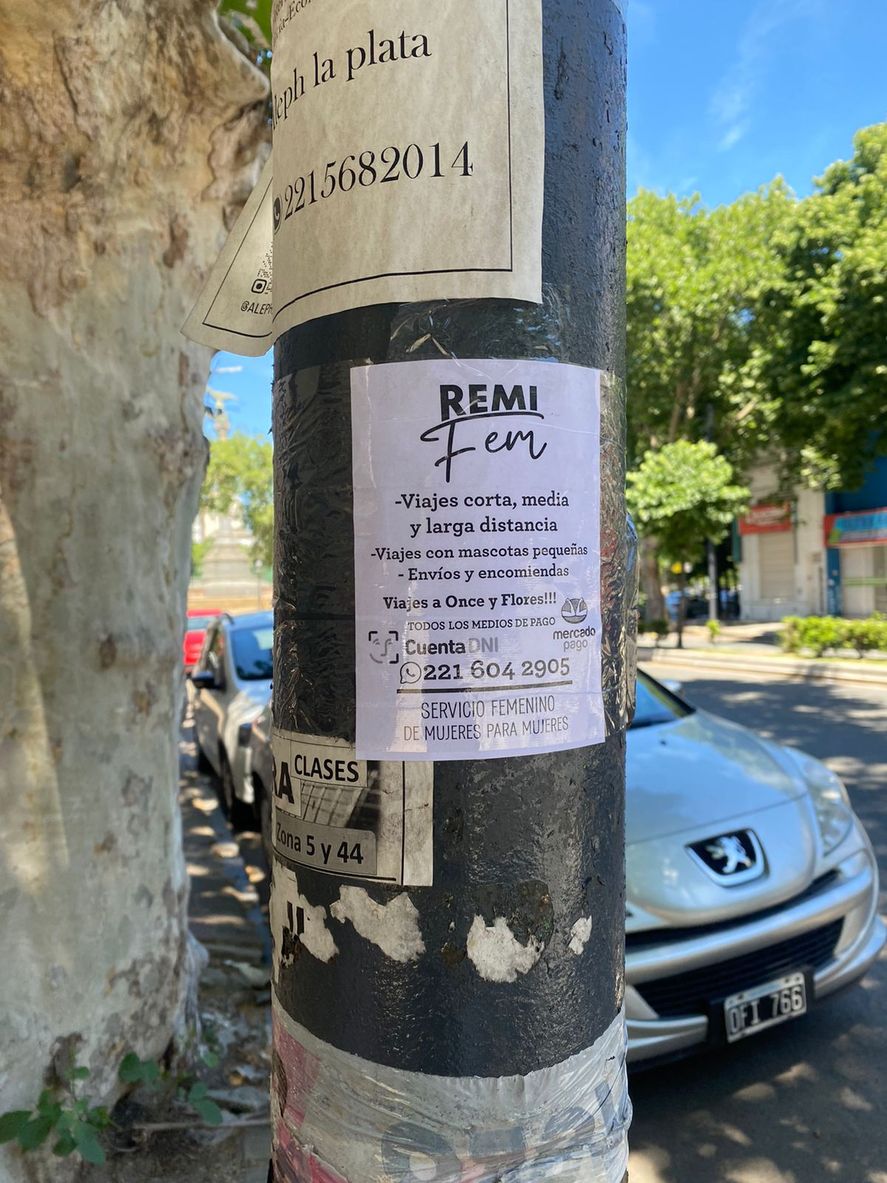 la plata
2215682014
@ALEPH
REMI
Fem
-Viajes corta, media
y larga distancia
-Viajes con mascotas pequeñas
- Envíos y encomiendas
Viajes a Once y Flores!!!
TODOS LOS MEDIOS DE PAGO
CuentaDNI
mercado
pago
221 604 2905
SERVICIO FEMENINO
DE MUJERES PARA MUJERES
RA CLASES
Zona 5 y 44
OFI 766